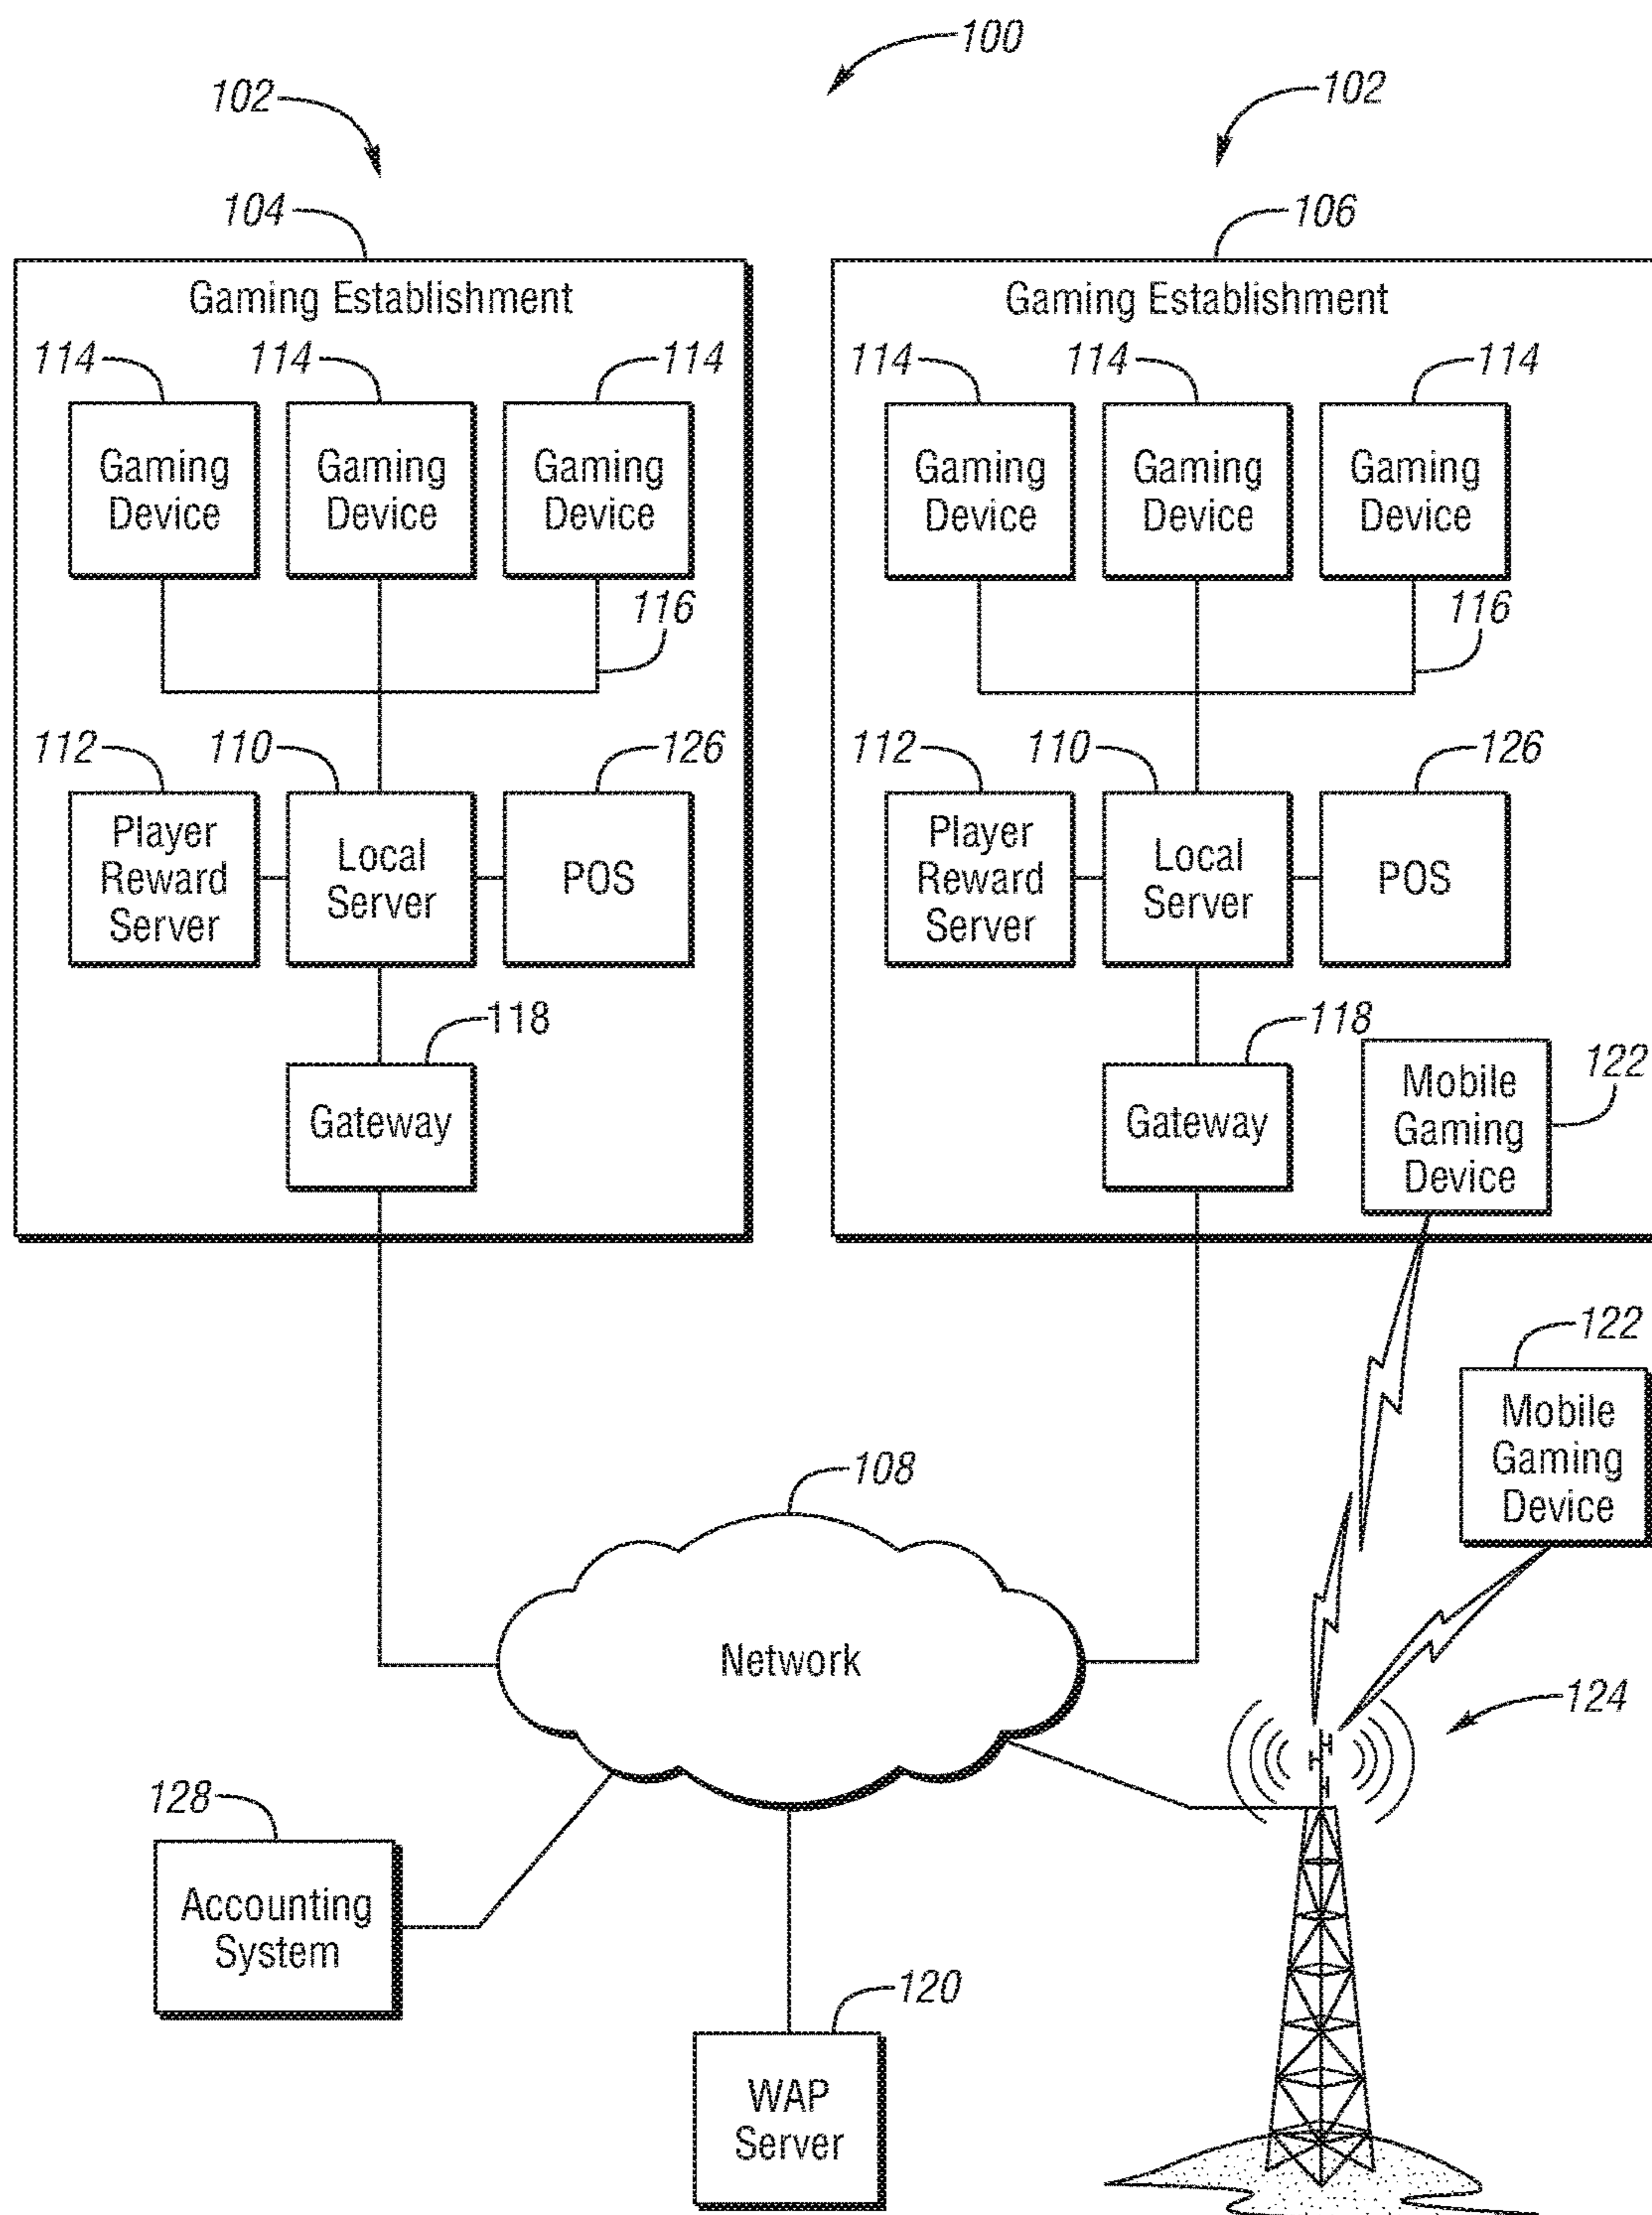 100
102
102
104
106
Gaming Establishment
Gaming Establishment
114
114
114
114
114
114
Gaming
Device
Gaming
Device
Gaming
Device
Gaming
Device
Gaming
Device
Gaming
Device
116
116
112
110
126
112
110
126
Player
Reward
Server
Local
Server
POS
Player
Reward
Server
Local
Server
POS
118
118
Gateway
Gateway
122
Mobile
Gaming
Device
122
Mobile
Gaming
Device
108
Network
124
128
Accounting
System
120
WAP
Server